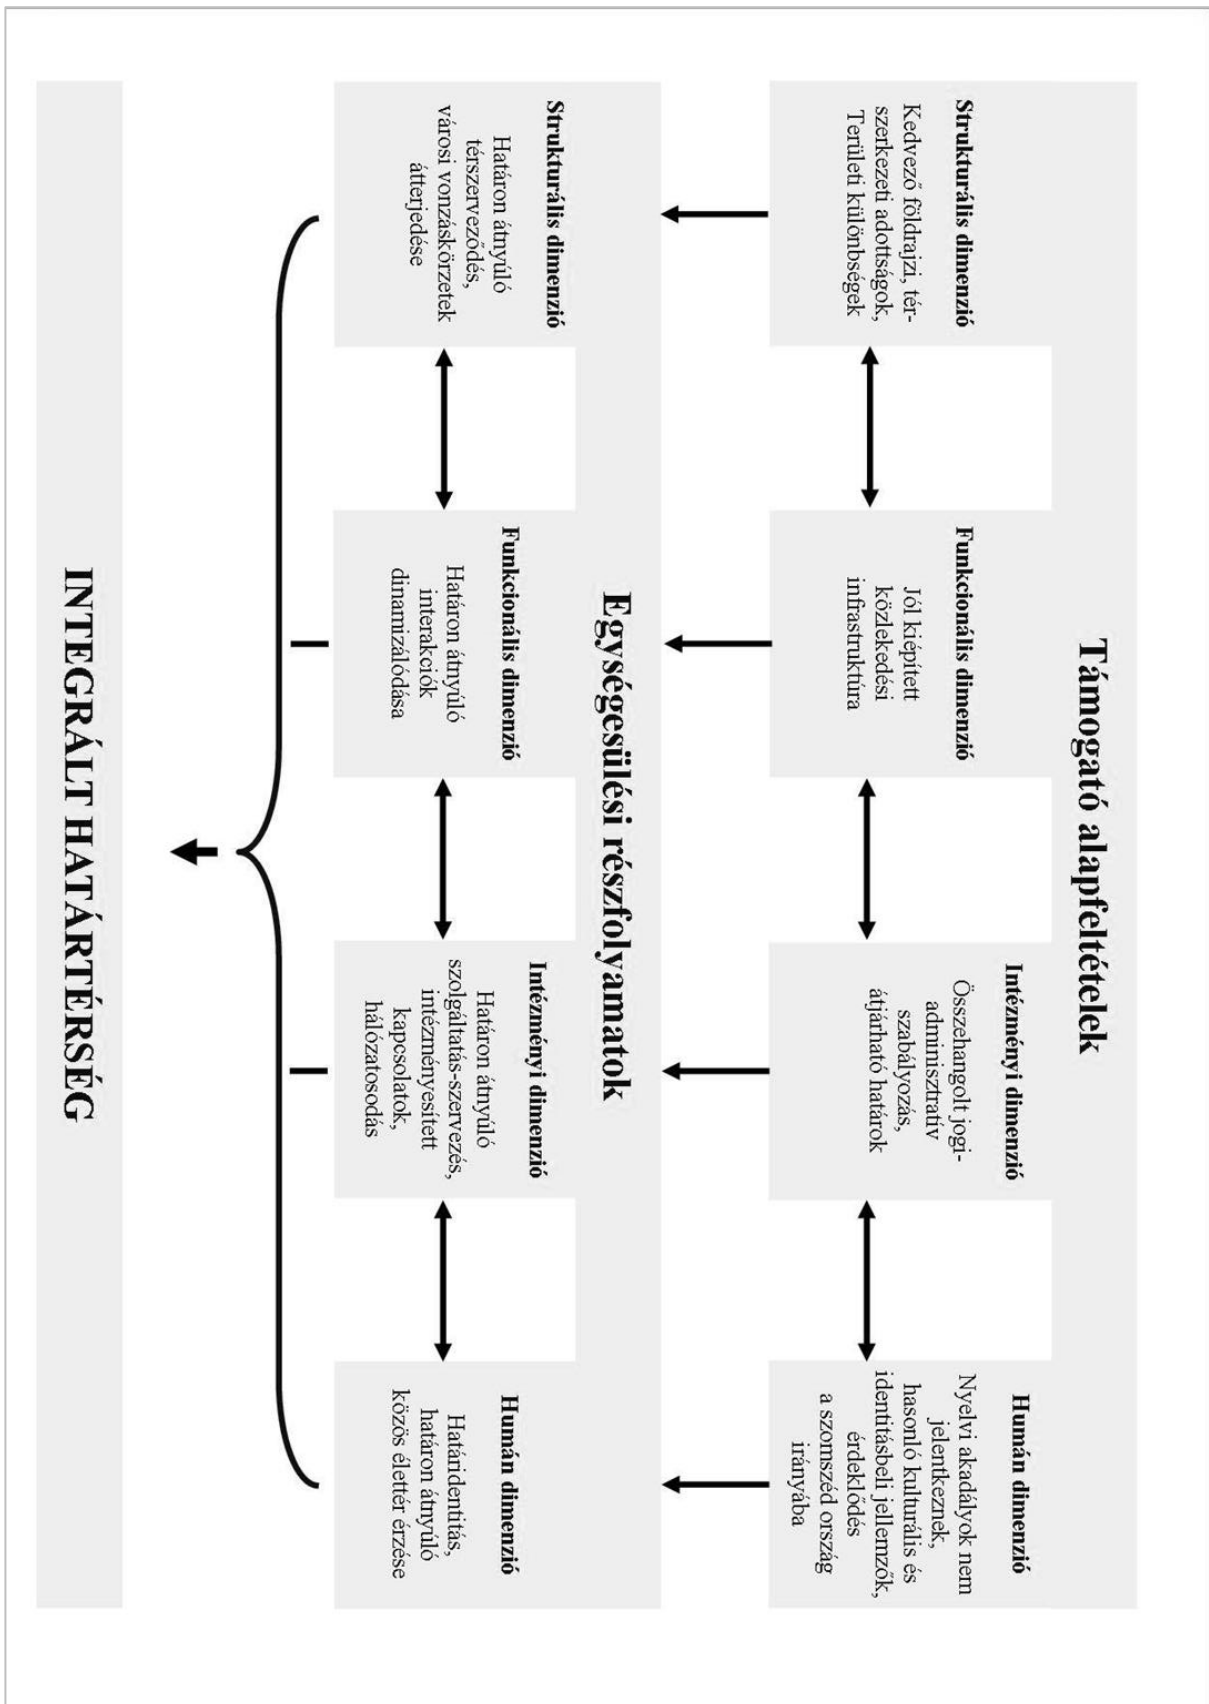 Támogató alapfeltételek
Strukturális dimenzió
Kedvező földrajzi, tér-
szerkezeti adottságok,
Területi különbségek
Funkcionális dimenzió
Jól kiépített
közlekedési
infrastruktúra
Intézményi dimenzió
Összehangolt jogi-
adminisztratív
szabályozás,
átjárható határok
Humán dimenzió
Nyelvi akadályok nem
jelentkeznek,
hasonló kulturális és
identitásbeli jellemzők,
érdeklődés
a szomszéd ország
irányába
Egységesülési részfolyamatok
Strukturális dimenzió
Határon átnyúló
térszerveződés,
városi vonzáskörzetek
átterjedése
Funkcionális dimenzió
Határon átnyúló
interakciók
dinamizálódása
Intézményi dimenzió
Határon átnyúló
szolgáltatás-szervezés,
intézményesített
kapcsolatok,
hálózatosodás
Humán dimenzió
Határidentitás,
határon átnyúló
közös élettér érzése
INTEGRÁLT HATÁRTÉRSÉG